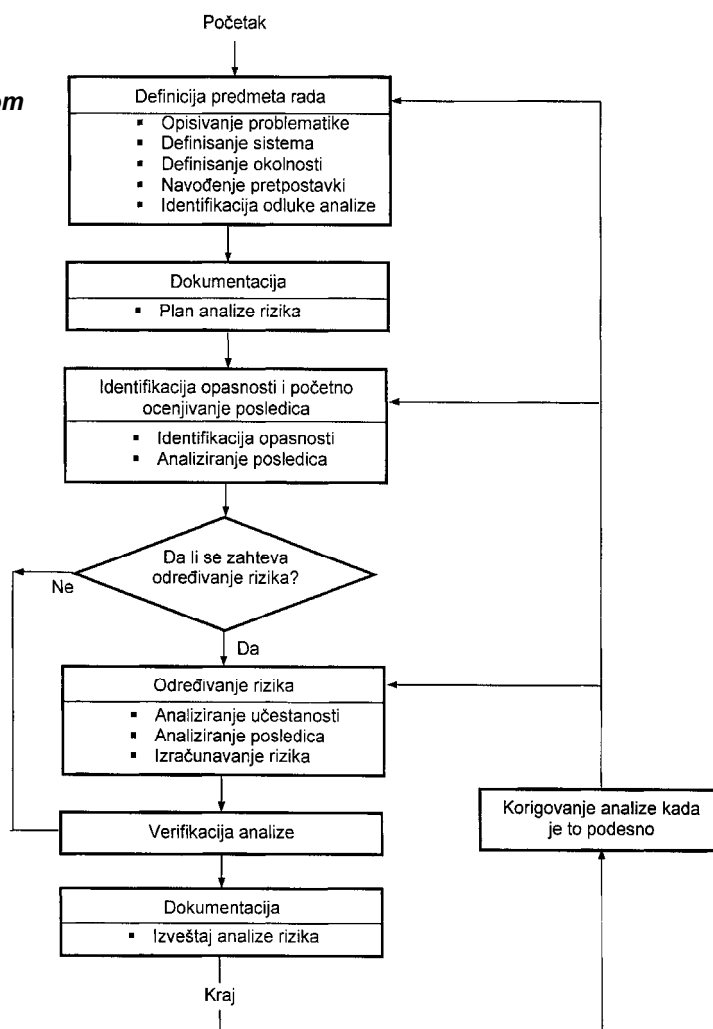 Početak
om
Definicija predmeta rada
▪ Opisivanje problematike
▪ Definisanje sistema
▪ Definisanje okolnosti
▪ Navođenje pretpostavki
▪ Identifikacija odluke analize
Dokumentacija
▪ Plan analize rizika
Identifikacija opasnosti i početno
ocenjivanje posledica
▪ Identifikacija opasnosti
▪ Analiziranje posledica
Da li se zahteva
određivanje rizika?
Ne
Da
Određivanje rizika
▪ Analiziranje učestanosti
▪ Analiziranje posledica
▪ Izračunavanje rizika
Korigovanje analize kada
je to podesno
Verifikacija analize
Dokumentacija
▪ Izveštaj analize rizika
Kraj